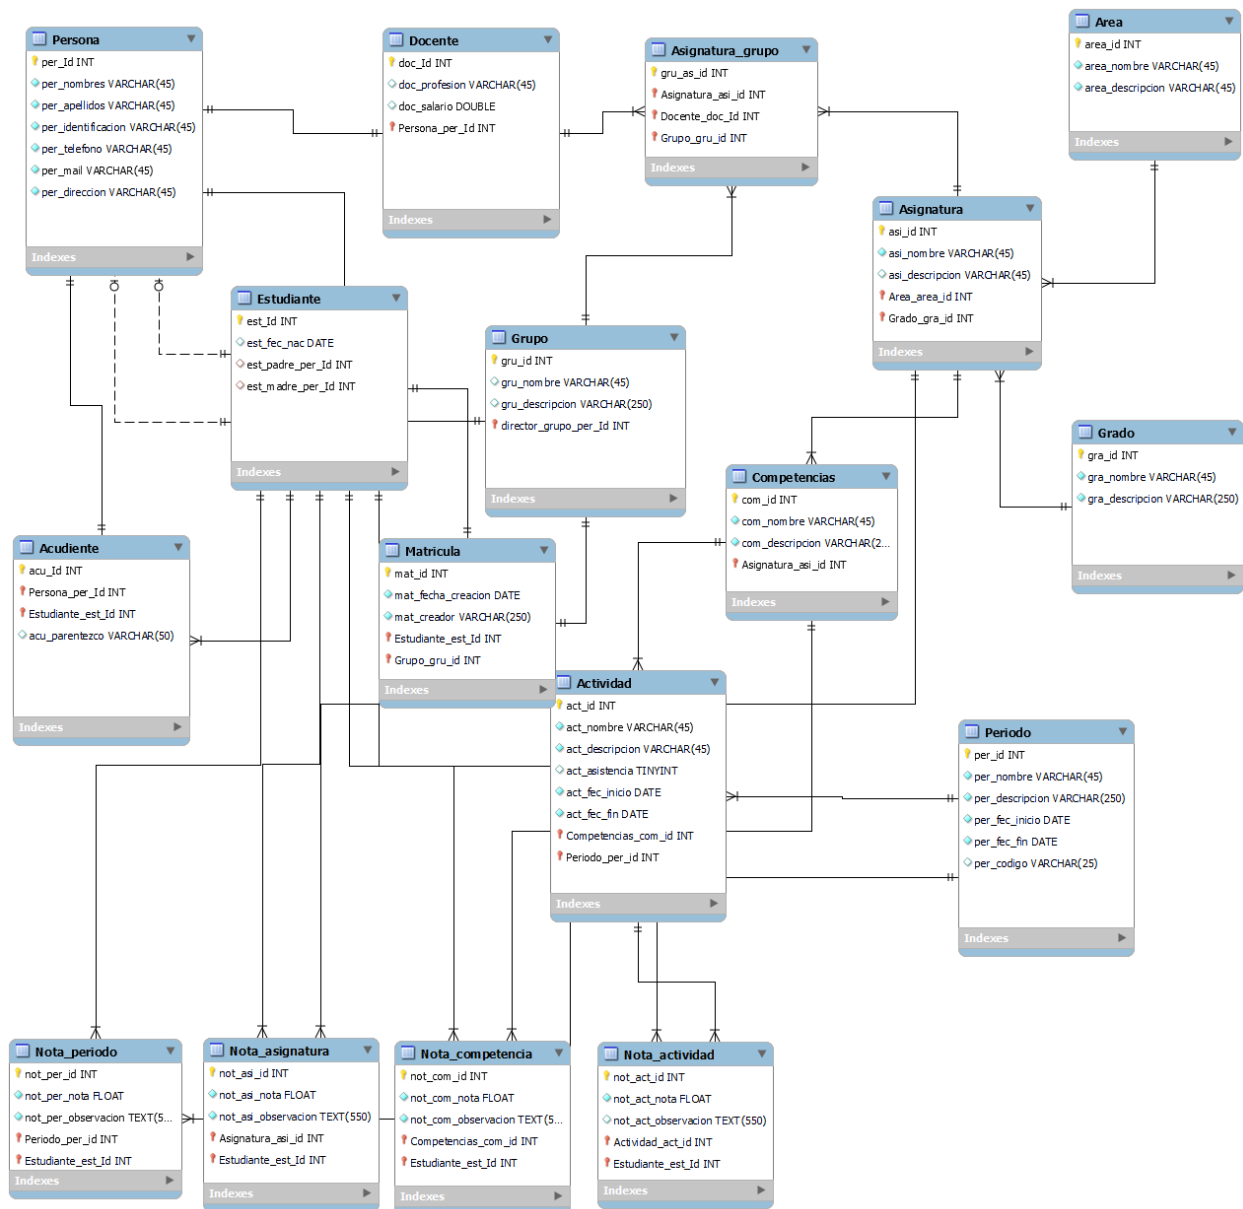 Persona
per_Id INT
per_nombres VARCHAR(45)
per_apellidos VARCHAR(45)
per_identificacion VARCHAR(45)
per_telefono VARCHAR(45)
per_mail VARCHAR(45)
per_direccion VARCHAR(45)
Indexes
Docente
doc_Id INT
doc_profesion VARCHAR(45)
doc_salario DOUBLE
Persona_per_Id INT
Indexes
Asignatura_grupo
gru_as_id INT
Asignatura_asi_id INT
Docente_doc_Id INT
Grupo_gru_id INT
Indexes
Area
area_id INT
area_nombre VARCHAR(45)
area_descripcion VARCHAR(45)
Indexes
Asignatura
asi_id INT
asi_nombre VARCHAR(45)
asi_descripcion VARCHAR(45)
Area_area_id INT
Grado_gra_id INT
Indexes
Estudiante
est_Id INT
est_fec_nac DATE
est_padre_per_Id INT
est_madre_per_Id INT
Indexes
Grupo
gru_id INT
gru_nombre VARCHAR(45)
gru_descripcion VARCHAR(250)
director_grupo_per_Id INT
Indexes
Grado
gra_id INT
gra_nombre VARCHAR(45)
gra_descripcion VARCHAR(250)
Indexes
Competencias
com_id INT
com_nombre VARCHAR(45)
com_descripcion VARCHAR(2...
Asignatura_asi_id INT
Indexes
Acudiente
acu_Id INT
Persona_per_Id INT
Estudiante_est_Id INT
acu_parentezco VARCHAR(50)
Indexes
Matricula
mat_id INT
mat_fecha_creacion DATE
mat_creador VARCHAR(250)
Estudiante_est_Id INT
Grupo_gru_id INT
Indexes
Actividad
act_id INT
act_nombre VARCHAR(45)
act_descripcion VARCHAR(45)
act_asistencia TINYINT
act_fec_inicio DATE
act_fec_fin DATE
Competencias_com_id INT
Periodo_per_id INT
Indexes
Periodo
per_id INT
per_nombre VARCHAR(45)
per_descripcion VARCHAR(250)
per_fec_inicio DATE
per_fec_fin DATE
per_codigo VARCHAR(25)
Indexes
Nota_periodo
not_per_id INT
not_per_nota FLOAT
not_per_observacion TEXT(5...
Periodo_per_id INT
Estudiante_est_Id INT
Indexes
Nota_asignatura
not_asi_id INT
not_asi_nota FLOAT
not_asi_observacion TEXT(550)
Asignatura_asi_id INT
Estudiante_est_Id INT
Indexes
Nota_competencia
not_com_id INT
not_com_nota FLOAT
not_com_observacion TEXT(5...
Competencias_com_id INT
Estudiante_est_Id INT
Indexes
Nota_actividad
not_act_id INT
not_act_nota FLOAT
not_act_observacion TEXT(550)
Actividad_act_id INT
Estudiante_est_Id INT
Indexes